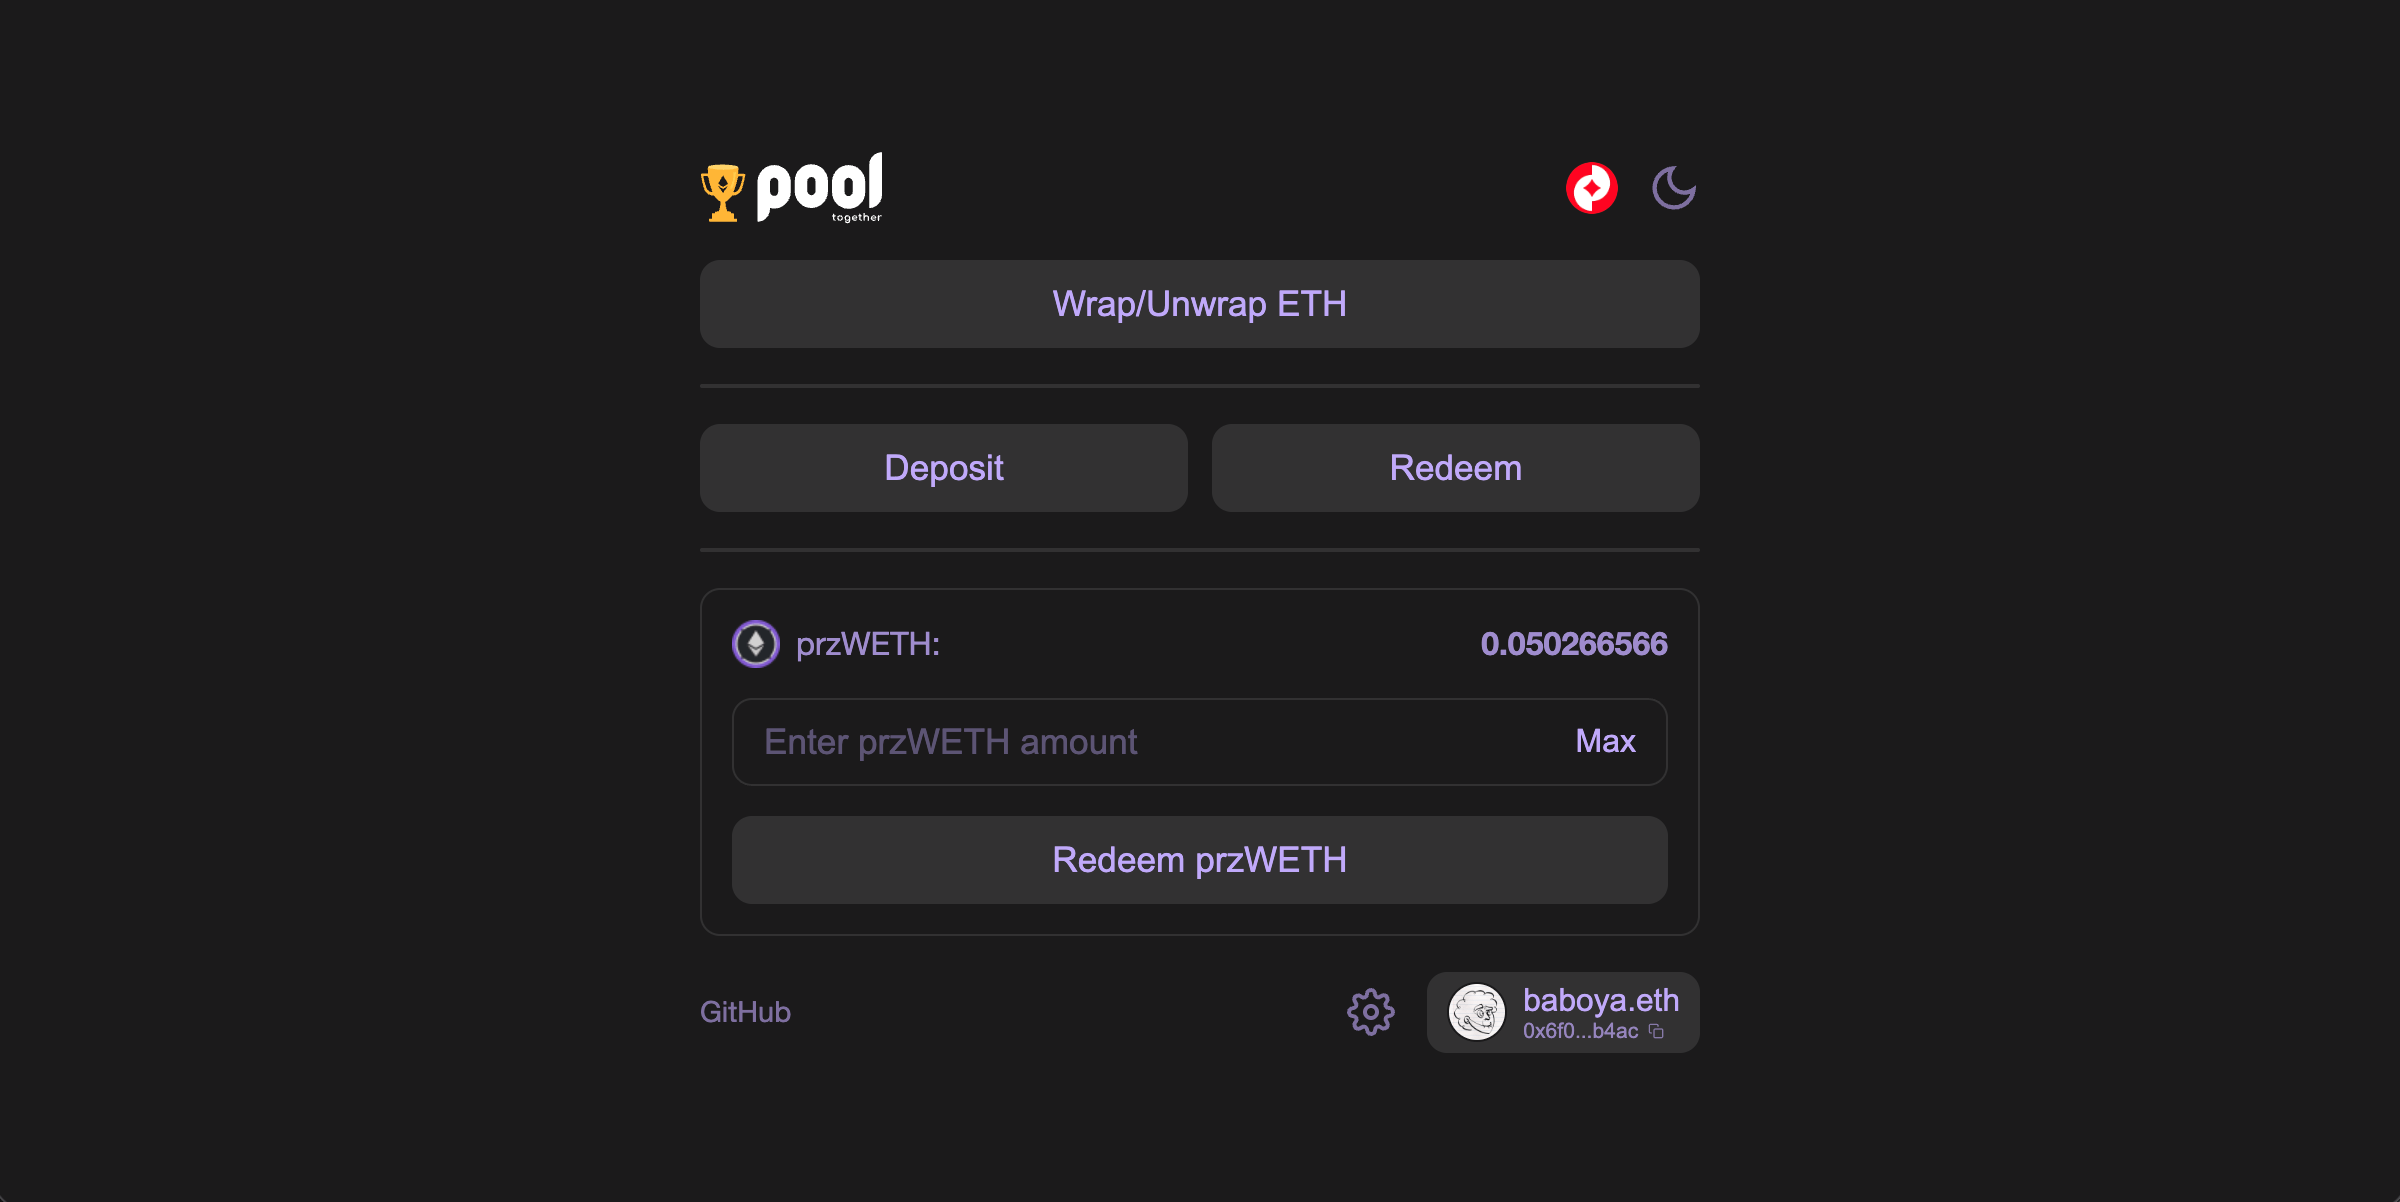 pool
together
Wrap/Unwrap ETH
Deposit
Redeem
przWETH:
0.050266566
Enter przWETH amount
Max
Redeem przWETH
GitHub
baboya.eth
0x6f0...b4ac